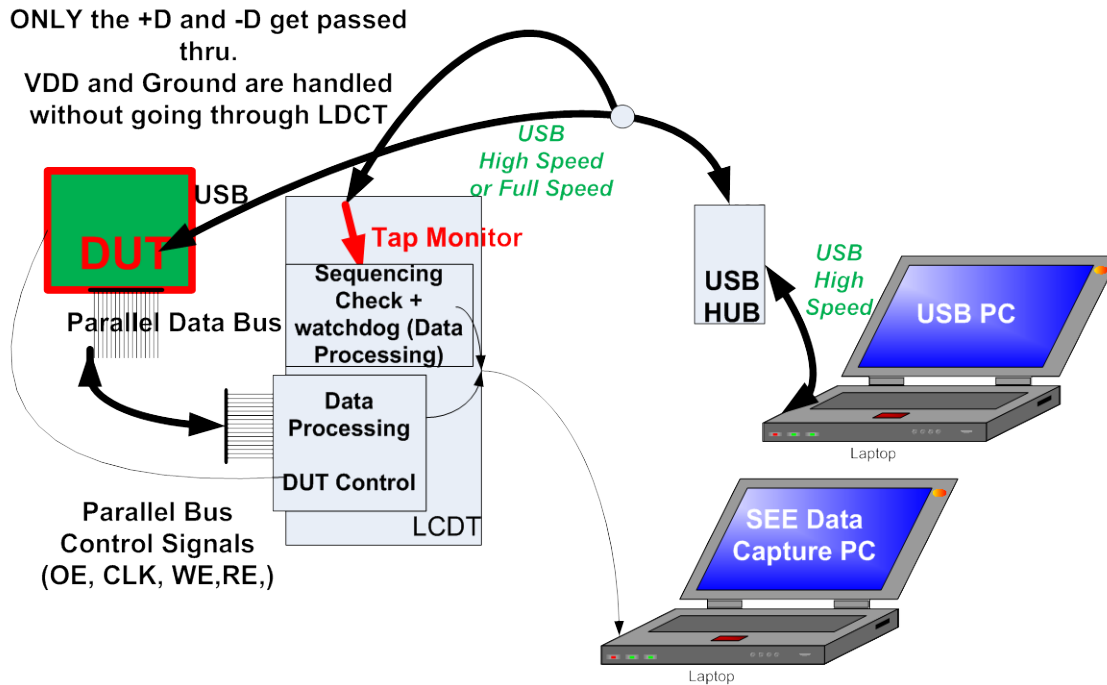 ONLY the +D and -D get passed
thru.
VDD and Ground are handled
without going through LDCT
USB
High Speed
or Full Speed
USB
DUT
Tap Monitor
Sequencing
Check +
watchdog (Data
Processing)
Parallel Data Bus
USB
HUB
USB
High
Speed
USB PC
Laptop
Data
Processing
DUT Control
LCDT
Parallel Bus
Control Signals
(OE, CLK, WE,RE,)
SEE Data
Capture PC
Laptop